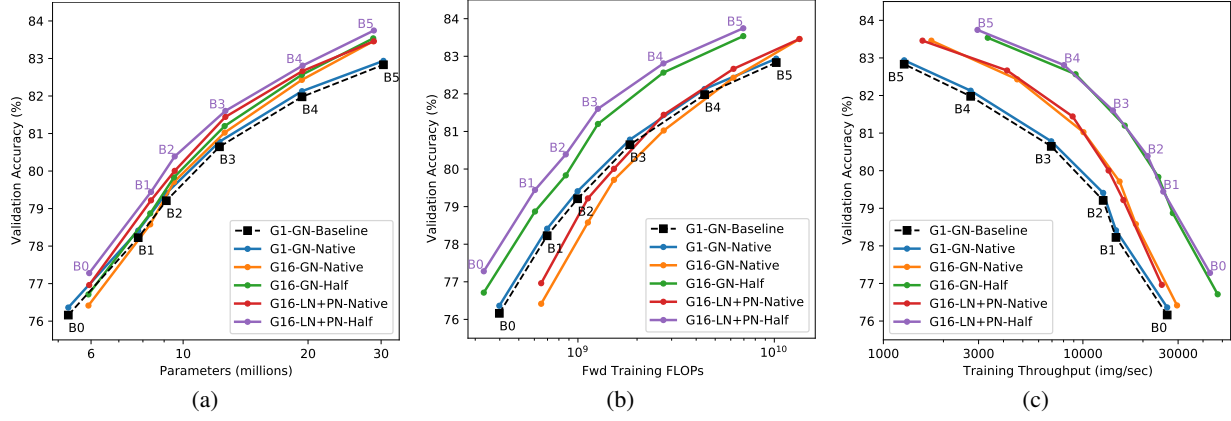 84
83
82
81
80
79
78
77
76
Validation Accuracy (%)
6
10
20
30
Parameters (millions)
B0
B1
B2
B3
B4
B5
B0
B1
B2
B3
B4
B5
G1-GN-Baseline
G1-GN-Native
G16-GN-Native
G16-GN-Half
G16-LN+PN-Native
G16-LN+PN-Half
(a)
84
83
82
81
80
79
78
77
76
Validation Accuracy (%)
10⁹
10¹⁰
Fwd Training FLOPs
B0
B1
B2
B3
B4
B5
B0
B1
B2
B3
B4
B5
G1-GN-Baseline
G1-GN-Native
G16-GN-Native
G16-GN-Half
G16-LN+PN-Native
G16-LN+PN-Half
(b)
84
83
82
81
80
79
78
77
76
Validation Accuracy (%)
1000
3000
10000
30000
Training Throughput (img/sec)
B5
B4
B3
B2
B1
B0
B5
B4
B3
B2
B1
B0
G1-GN-Baseline
G1-GN-Native
G16-GN-Native
G16-GN-Half
G16-LN+PN-Native
G16-LN+PN-Half
(c)